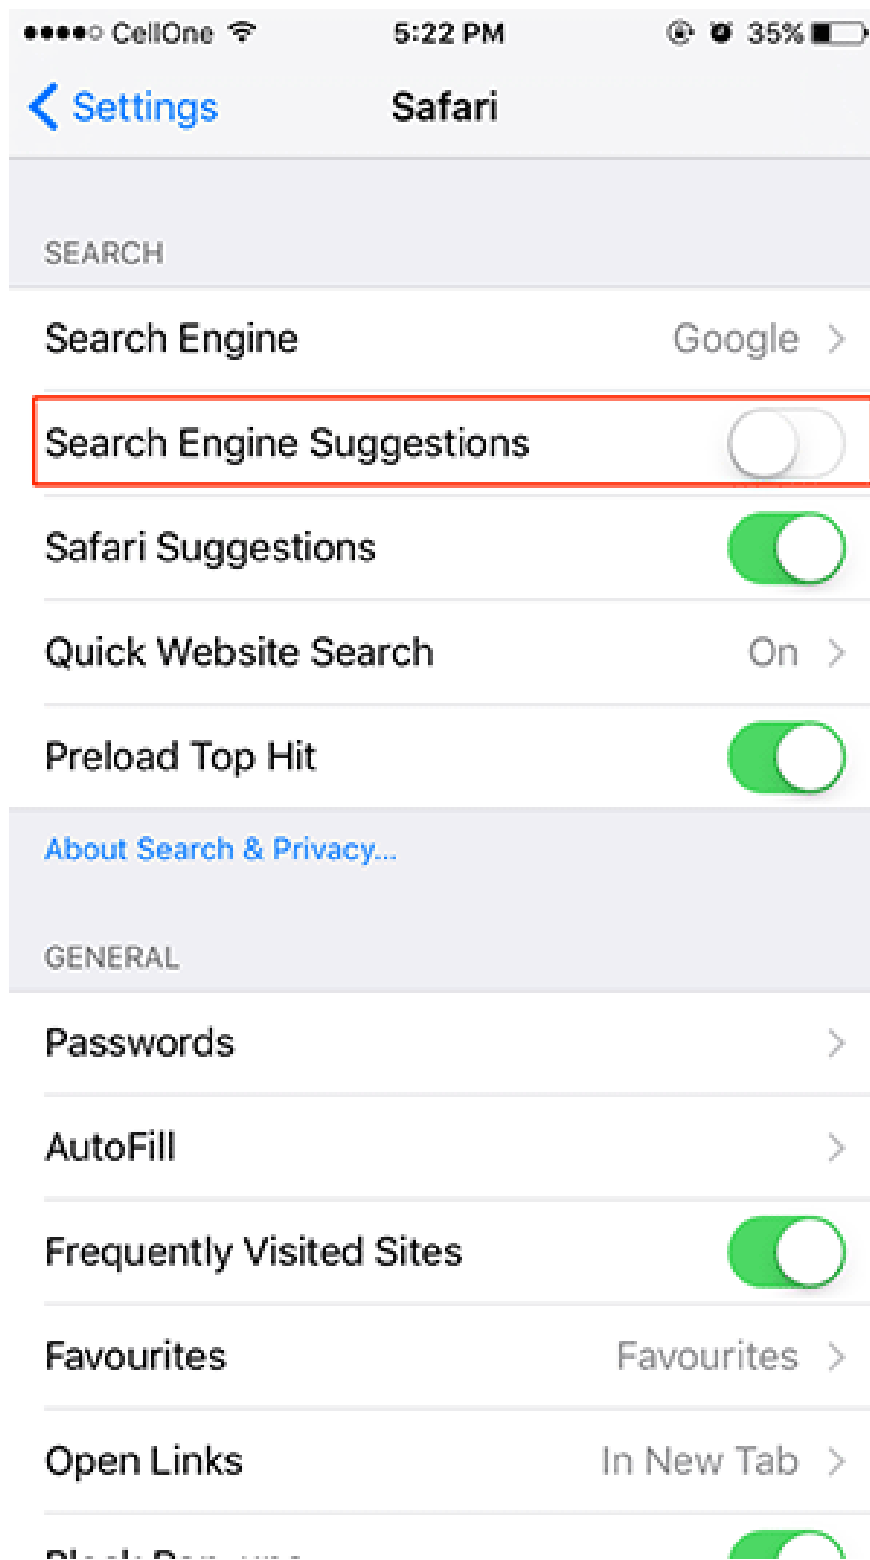 CellOne 5:22 PM 35%
Settings Safari
SEARCH
Search Engine Google
Search Engine Suggestions
Safari Suggestions
Quick Website Search On
Preload Top Hit
About Search & Privacy...
GENERAL
Passwords
AutoFill
Frequently Visited Sites
Favourites Favourites
Open Links In New Tab